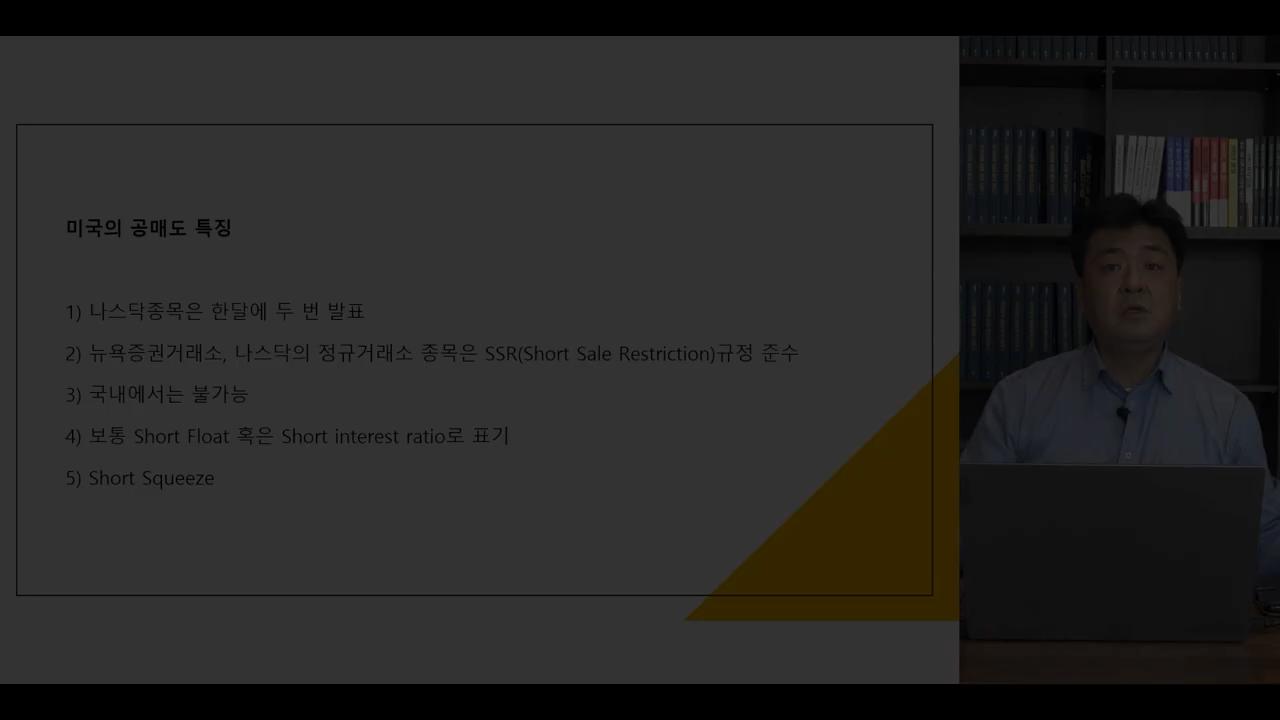 미국의 공매도 특징
1) 나스닥종목은 한달에 두 번 발표
2) 뉴욕증권거래소, 나스닥의 정규거래소 종목은 SSR(Short Sale Restriction)규정 준수
3) 국내에서는 불가능
4) 보통 Short Float 혹은 Short interest ratio로 표기
5) Short Squeeze